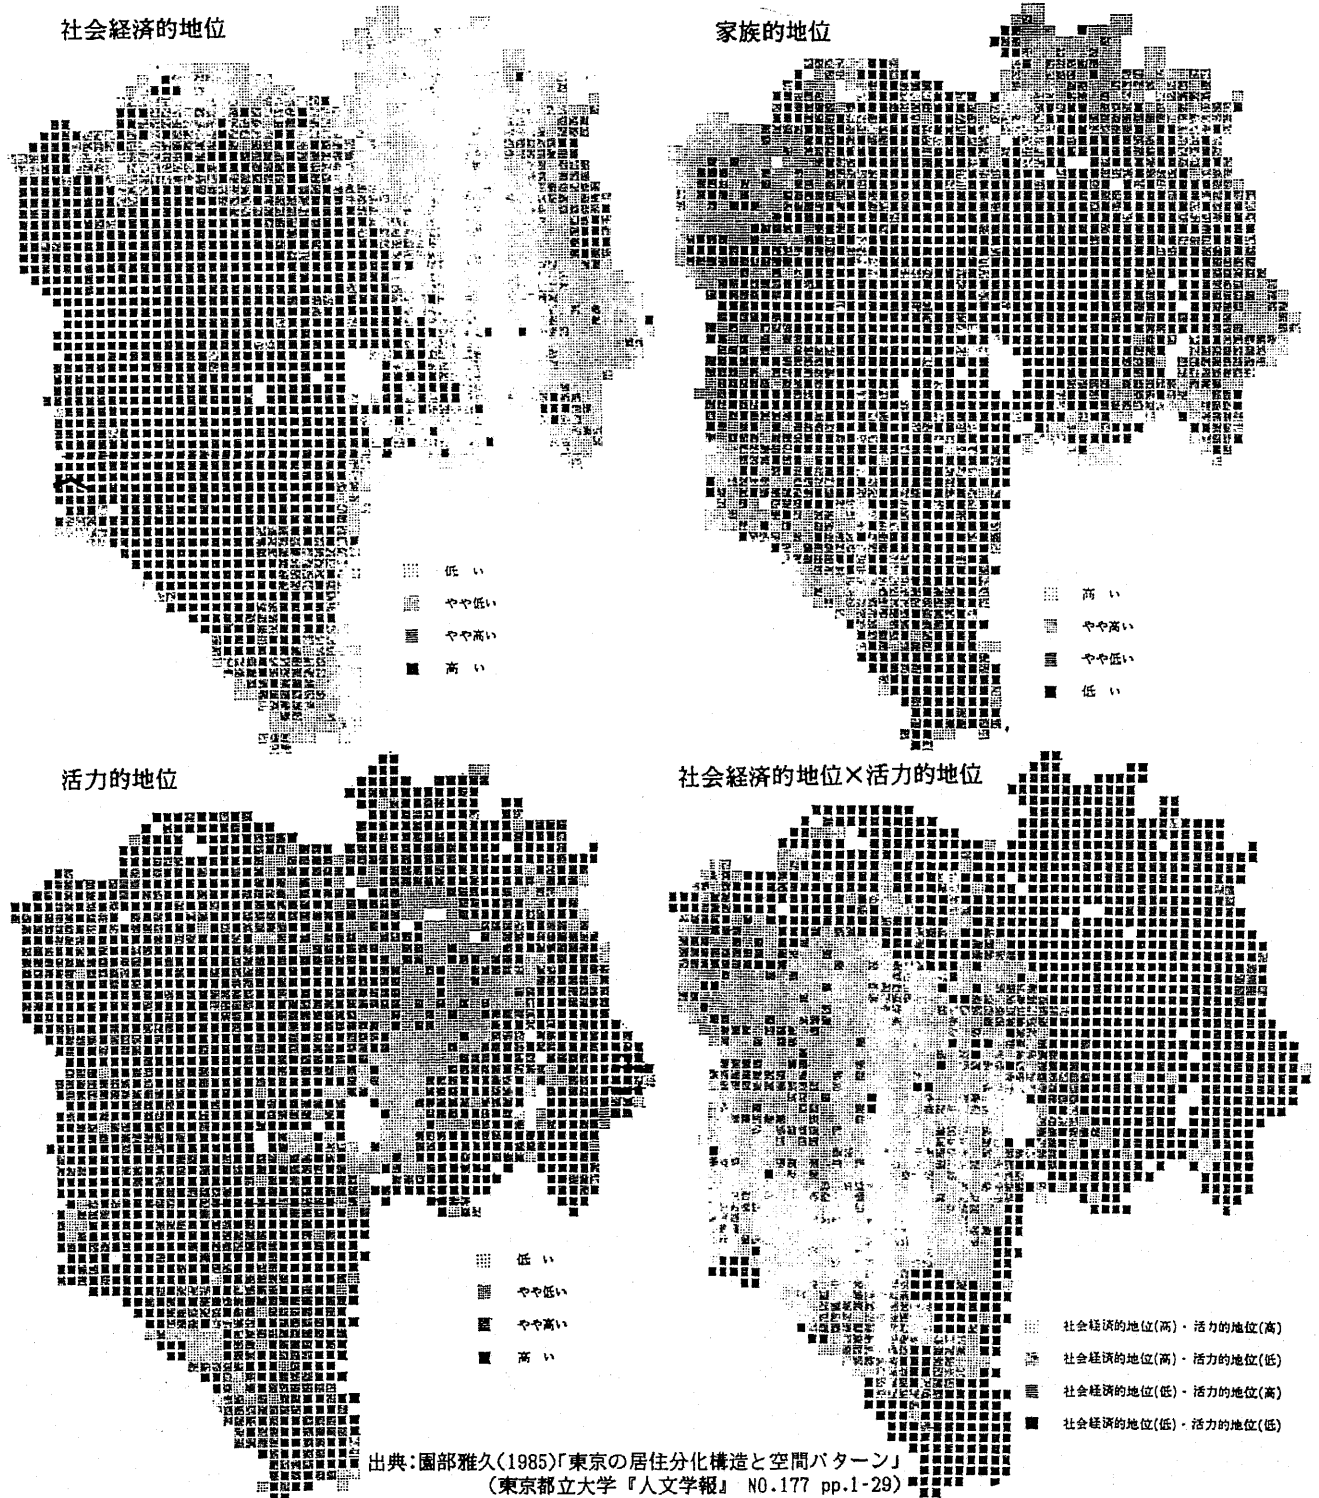 社会経済的地位
低 い
やや低い
やや高い
高 い
家族的地位
高 い
やや高い
やや低い
低 い
活力的地位
低 い
やや低い
やや高い
高 い
社会経済的地位×活力的地位
社会経済的地位(高)・活力的地位(高)
社会経済的地位(高)・活力的地位(低)
社会経済的地位(低)・活力的地位(高)
社会経済的地位(低)・活力的地位(低)
出典:園部雅久(1985)「東京の居住分化構造と空間パターン」
(東京都立大学『人文学報』 NO.177 pp.1-29)